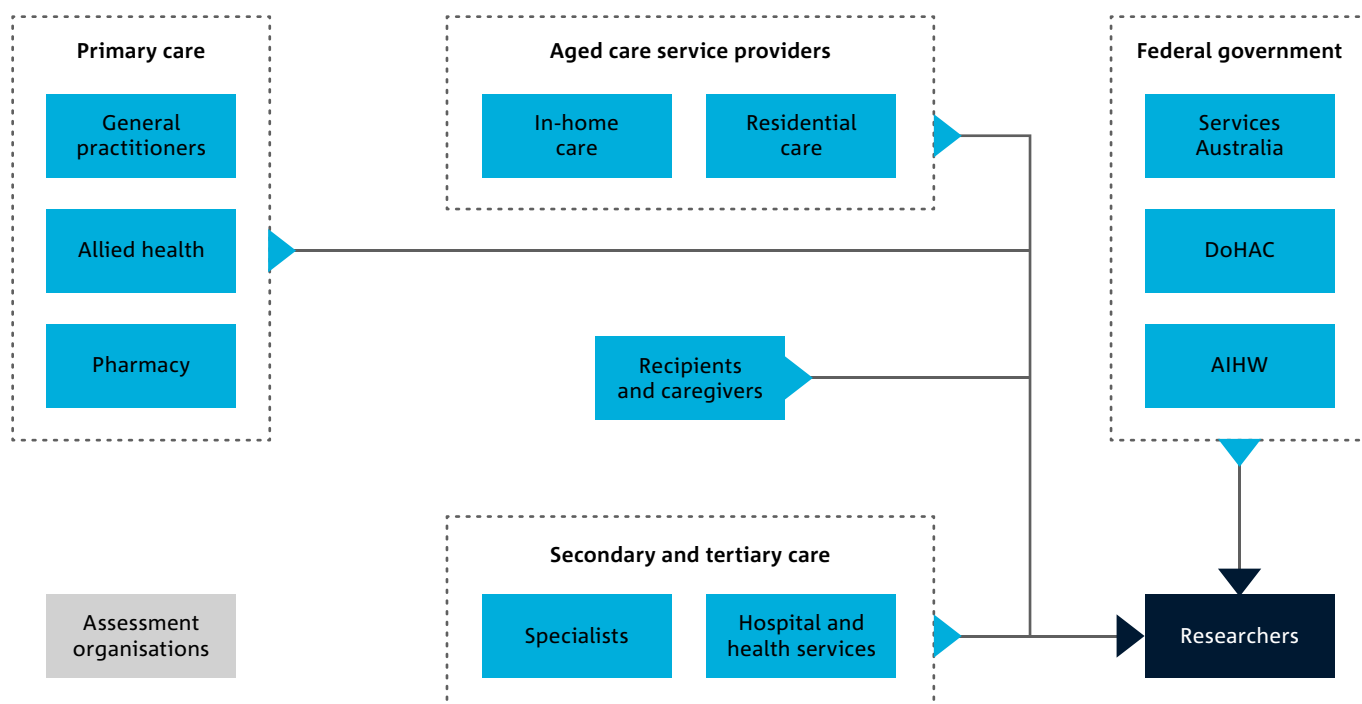 Primary care
General
practitioners
Allied health
Pharmacy
Aged care service providers
In-home
care
Residential
care
Federal government
Services
Australia
DoHAC
AIHW
Recipients
and caregivers
Secondary and tertiary care
Specialists
Hospital and
health services
Assessment
organisations
Researchers